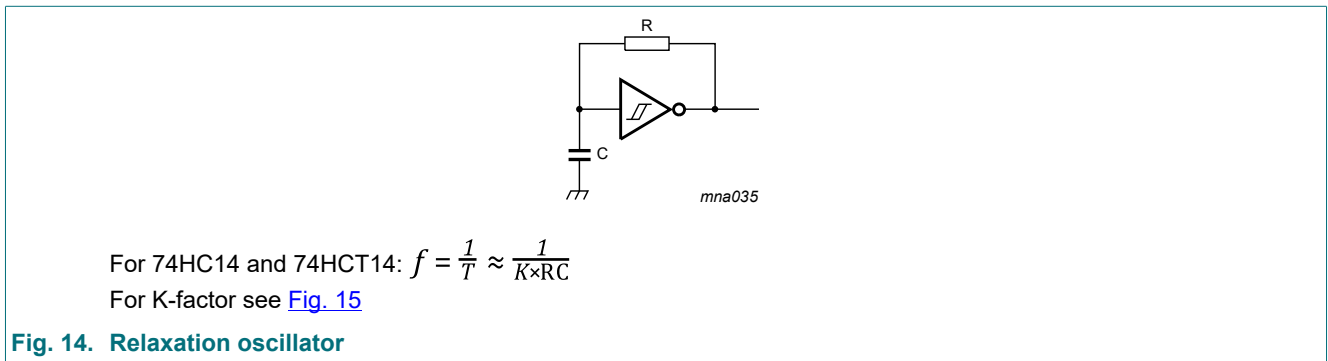 R
C
mna035
For 74HC14 and 74HCT14: f = 1/T ≈ 1/K×RC
For K-factor see Fig. 15
Fig. 14. Relaxation oscillator